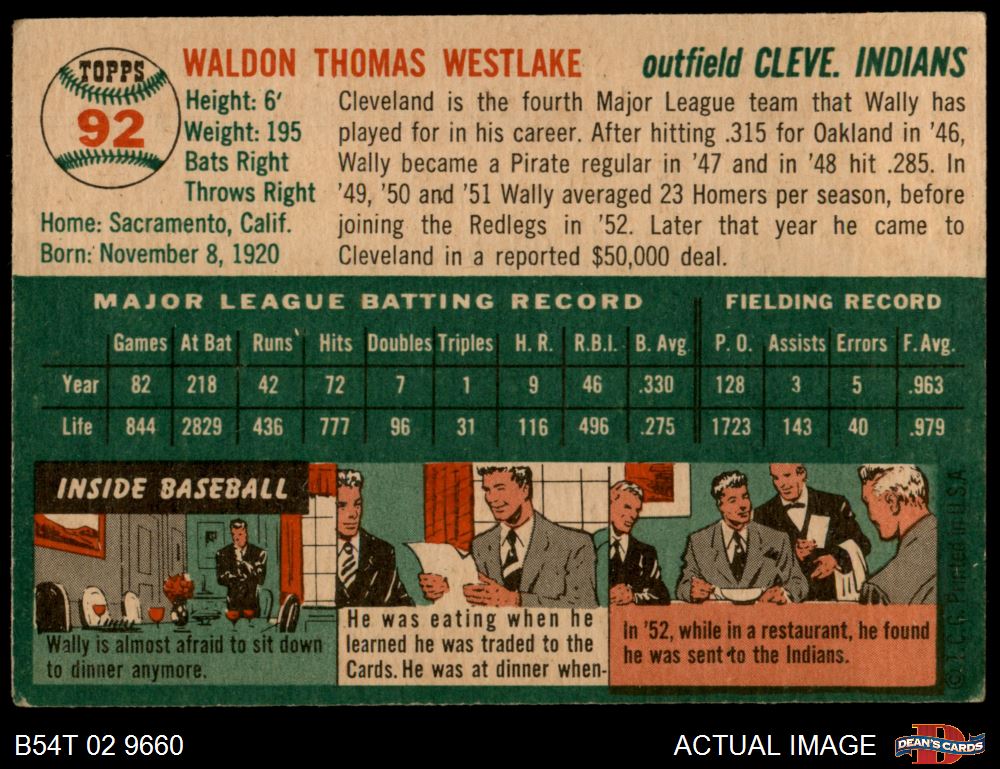 TOPPS
92
WALDON THOMAS WESTLAKE
outfield CLEVE. INDIANS
Height: 6'
Weight: 195
Bats Right
Throws Right
Home: Sacramento, Calif.
Born: November 8, 1920
Cleveland is the fourth Major League team that Wally has
played for in his career. After hitting .315 for Oakland in '46,
Wally became a Pirate regular in '47 and in '48 hit .285. In
'49, '50 and '51 Wally averaged 23 Homers per season, before
joining the Redlegs in '52. Later that year he came to
Cleveland in a reported $50,000 deal.
MAJOR LEAGUE BATTING RECORD FIELDING RECORD
Games At Bat Runs Hits Doubles Triples H. R. R.B.I. B. Avg. P. O. Assists Errors F. Avg.
Year 82 218 42 72 7 1 9 46 .330 128 3 5 .963
Life 844 2829 436 777 96 31 116 496 .275 1723 143 40 .979
INSIDE BASEBALL
Wally is almost afraid to sit down
to dinner anymore.
He was eating when he
learned he was traded to the
Cards. He was at dinner when-
In '52, while in a restaurant, he found
he was sent to the Indians.
© T. C. G. Printed in U.S.A.
B54T 02 9660
ACTUAL IMAGE
DEAN'S CARDS